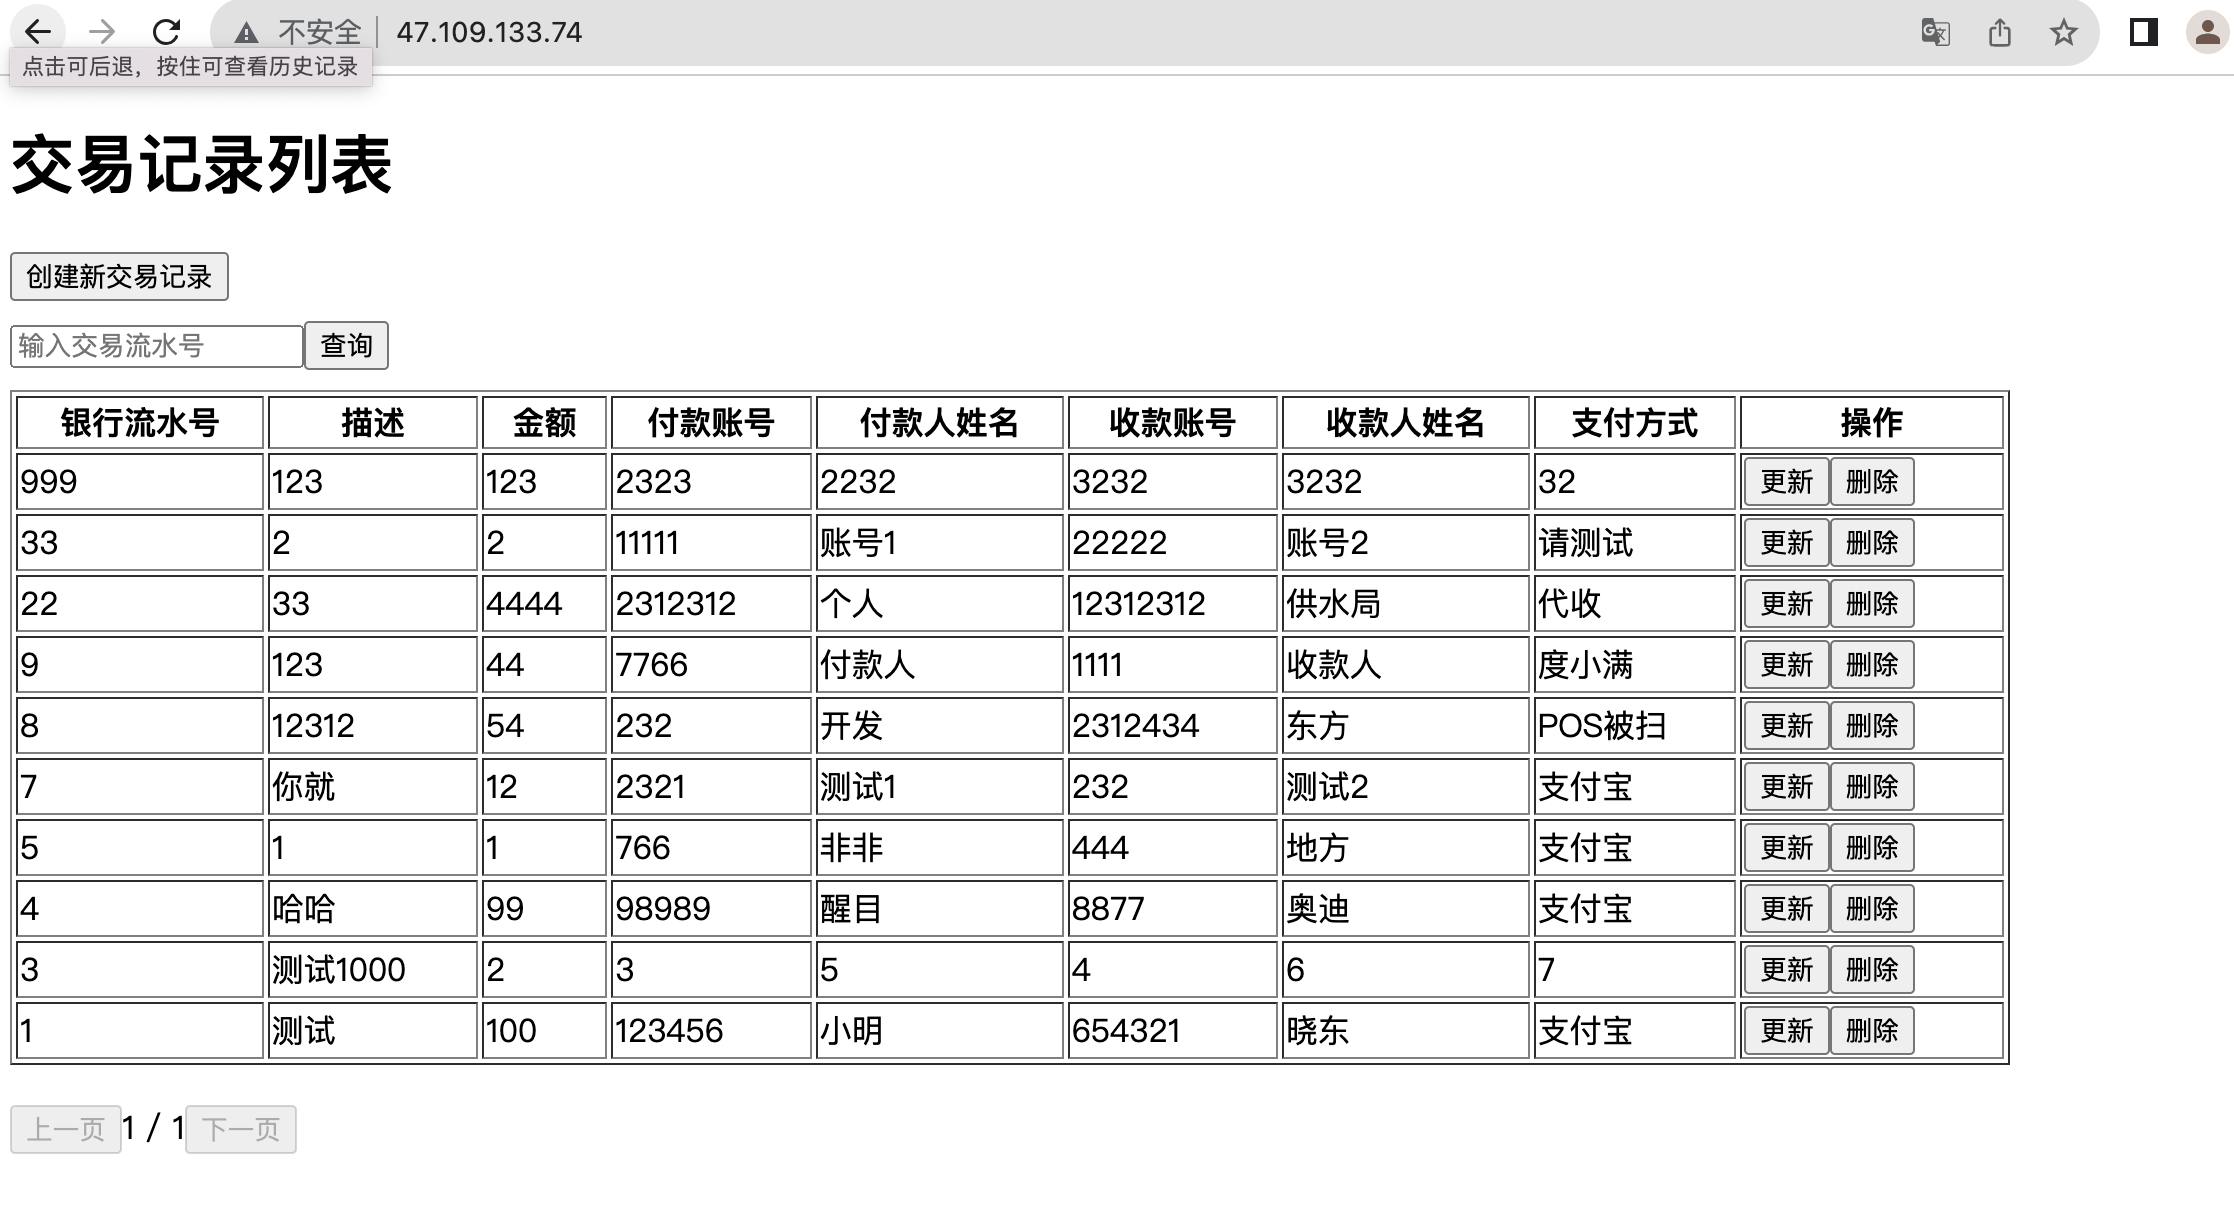 不安全 47.109.133.74
点击可后退，按住可查看历史记录
交易记录列表
创建新交易记录
输入交易流水号 查询
银行流水号 描述 金额 付款账号 付款人姓名 收款账号 收款人姓名 支付方式 操作
999 123 123 2323 2232 3232 3232 32 更新 删除
33 2 2 11111 账号1 22222 账号2 请测试 更新 删除
22 33 4444 2312312 个人 12312312 供水局 代收 更新 删除
9 123 44 7766 付款人 1111 收款人 度小满 更新 删除
8 12312 54 232 开发 2312434 东方 POS被扫 更新 删除
7 你就 12 2321 测试1 232 测试2 支付宝 更新 删除
5 1 1 766 非非 444 地方 支付宝 更新 删除
4 哈哈 99 98989 醒目 8877 奥迪 支付宝 更新 删除
3 测试1000 2 3 5 4 6 7 更新 删除
1 测试 100 123456 小明 654321 晓东 支付宝 更新 删除
上一页 1 / 1 下一页